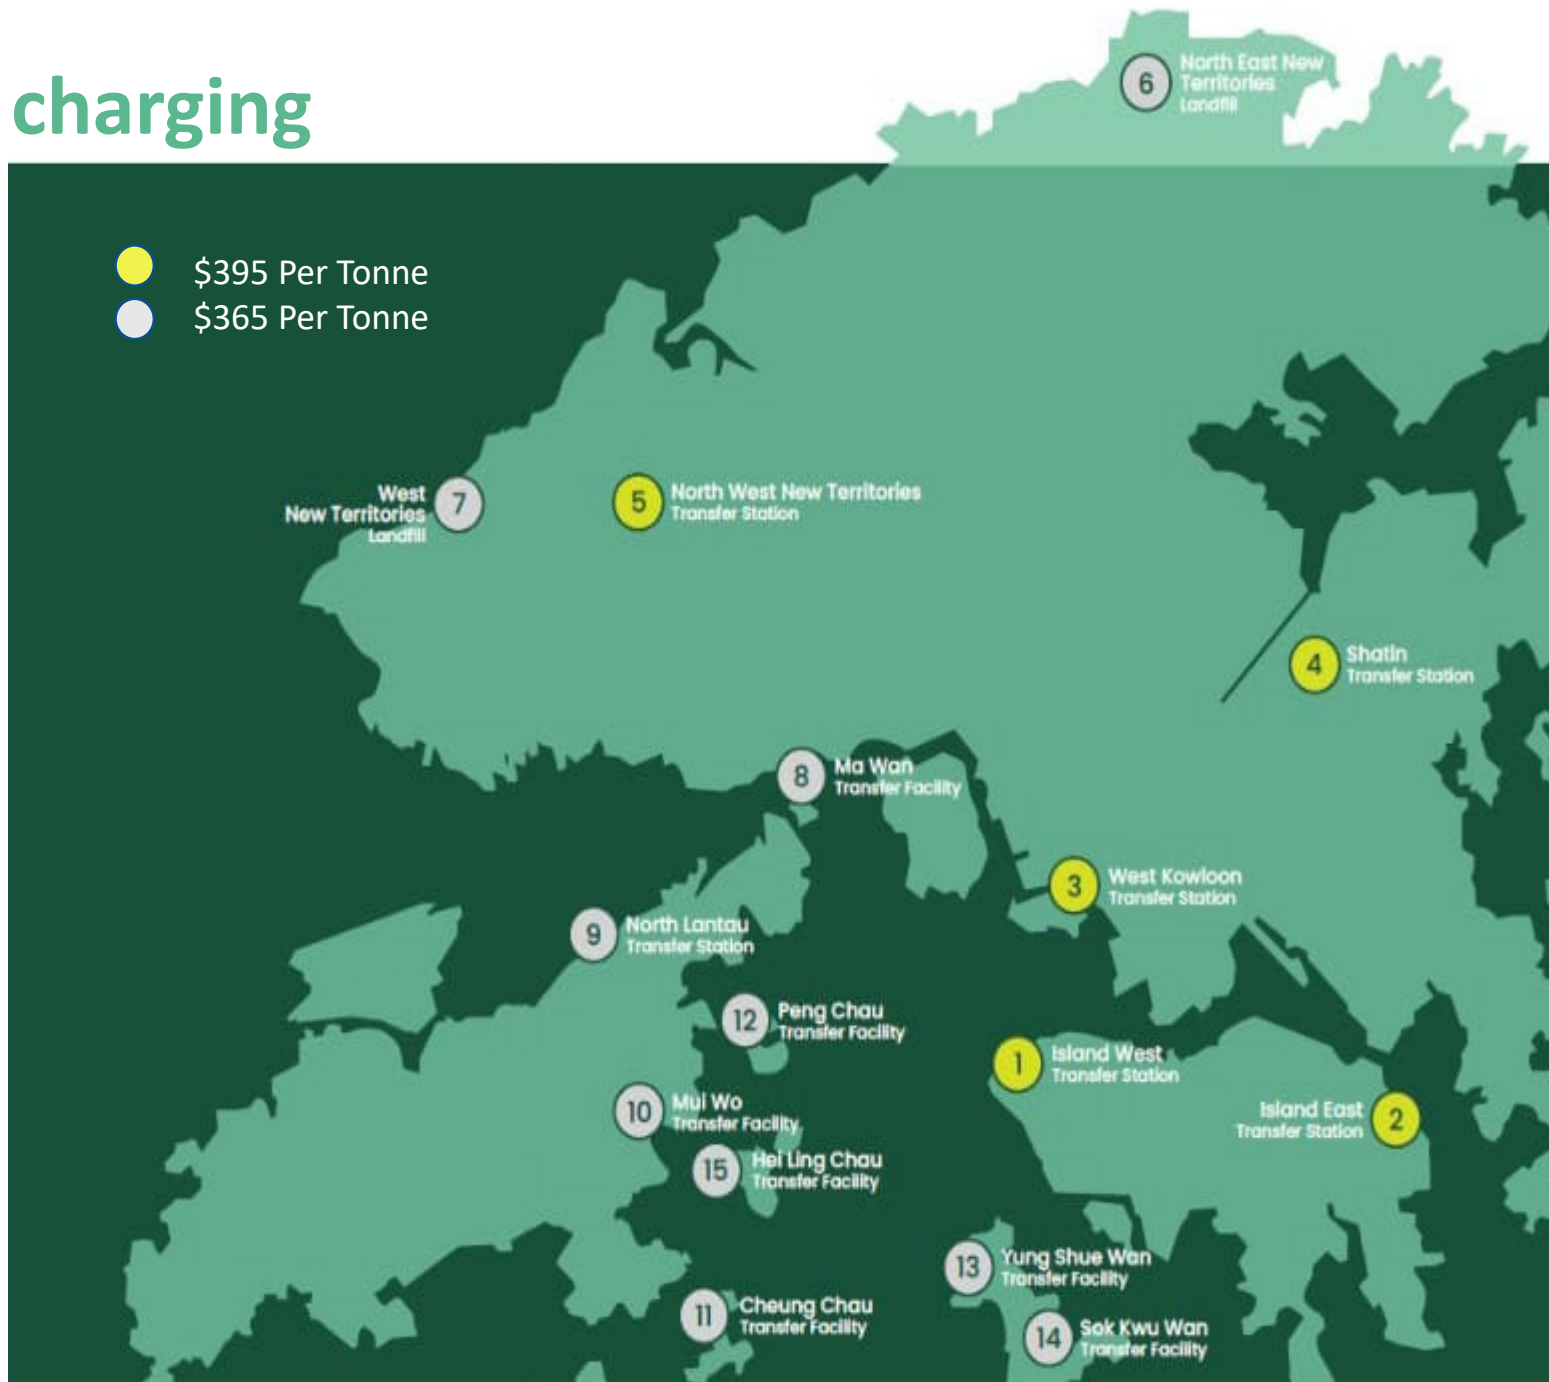 charging
6
North East New
Territories
Landfill
$395 Per Tonne
$365 Per Tonne
West
New Territories
Landfill
7
5
North West New Territories
Transfer Station
4
Shatin
Transfer Station
8
Ma Wan
Transfer Facility
3
West Kowloon
Transfer Station
9
North Lantau
Transfer Station
12
Peng Chau
Transfer Facility
1
Island West
Transfer Station
10
Mui Wo
Transfer Facility
Island East
Transfer Station
2
15
Hei Ling Chau
Transfer Facility
13
Yung Shue Wan
Transfer Facility
11
Cheung Chau
Transfer Facility
14
Sok Kwu Wan
Transfer Facility